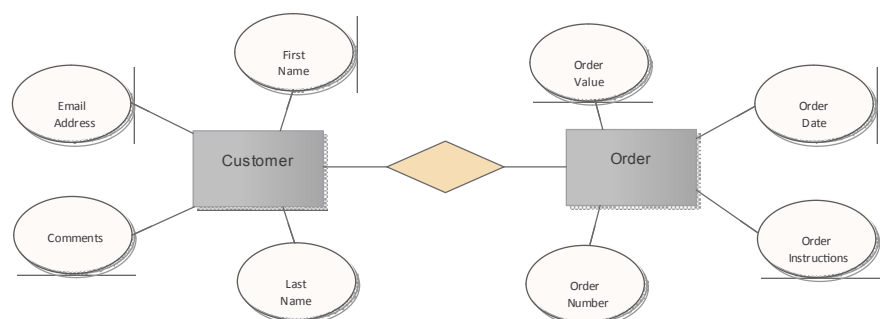 First
Name
Order
Value
Email
Address
Order
Date
Customer
Order
Comments
Order
Instructions
Last
Name
Order
Number